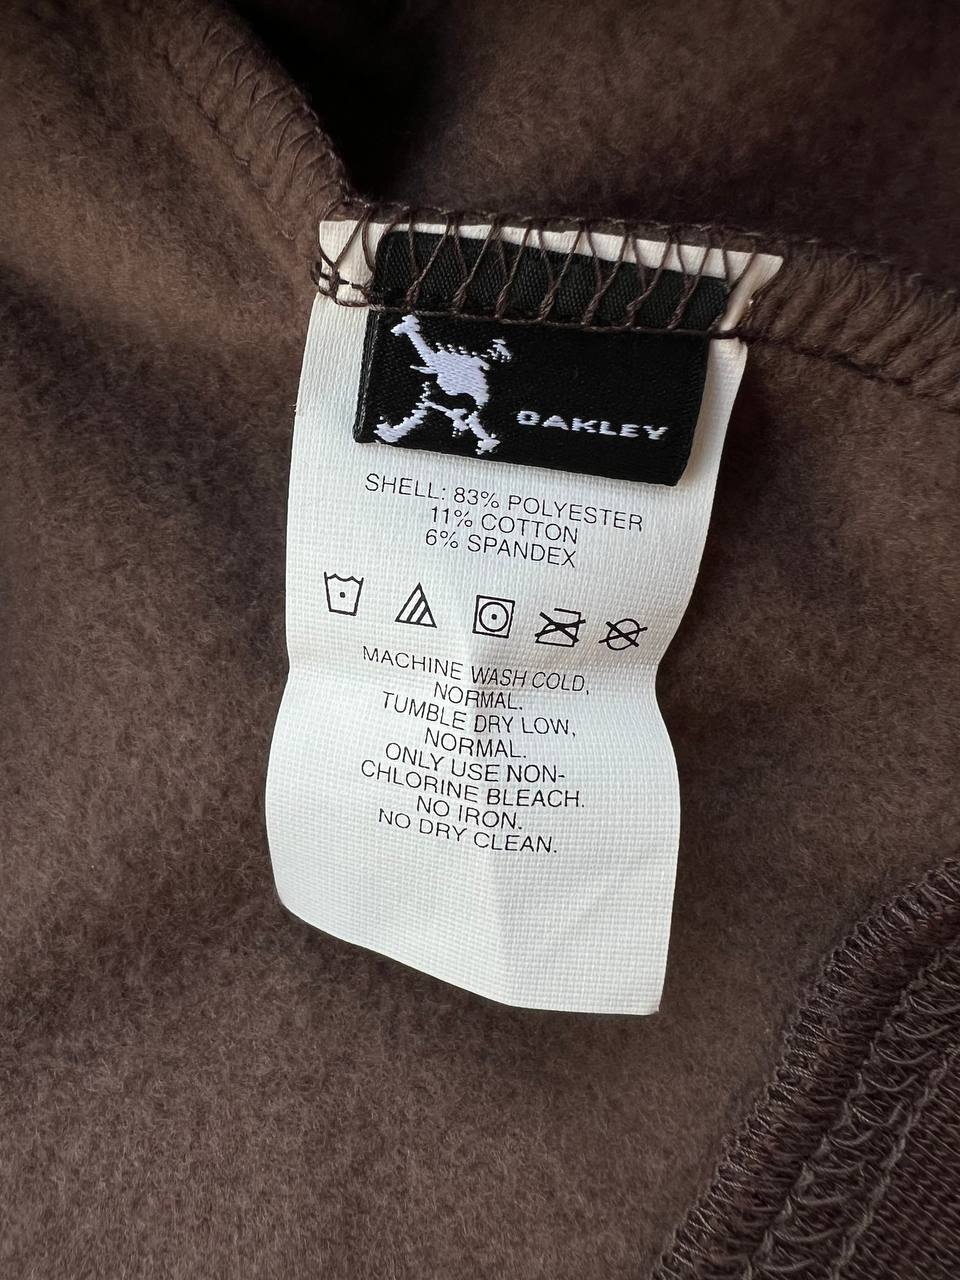 OAKLEY
SHELL: 83% POLYESTER
11% COTTON
6% SPANDEX
MACHINE WASH COLD,
NORMAL.
TUMBLE DRY LOW,
NORMAL.
ONLY USE NON-
CHLORINE BLEACH.
NO IRON.
NO DRY CLEAN.